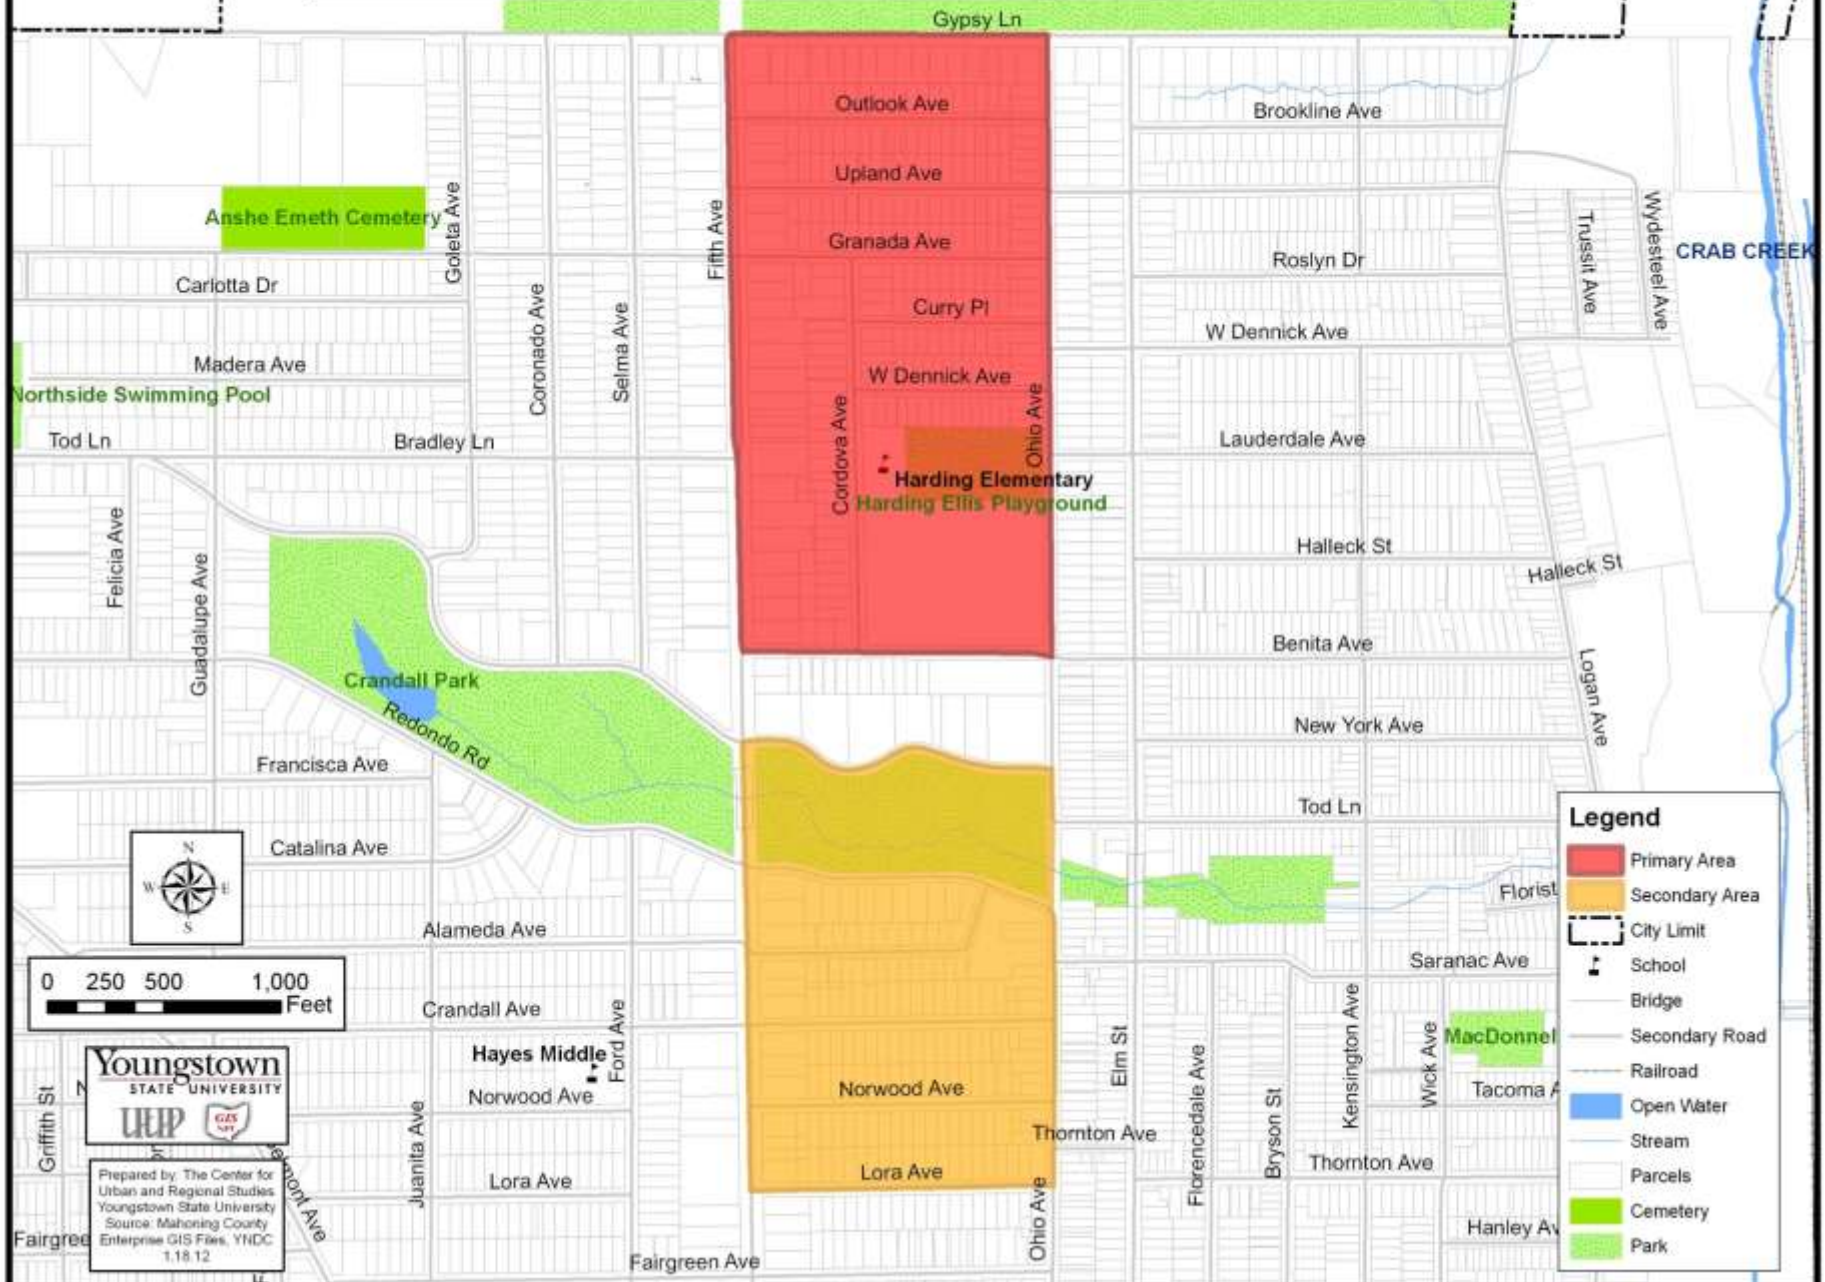 Gypsy Ln
Outlook Ave
Brookline Ave
Upland Ave
Anshe Emeth Cemetery
Goleta Ave
Fifth Ave
Granada Ave
Roslyn Dr
Trussit Ave
Wydesteel Ave
CRAB CREEK
Carlotta Dr
Coronado Ave
Selma Ave
Curry Pl
W Dennick Ave
Madera Ave
W Dennick Ave
Northside Swimming Pool
Cordova Ave
Ohio Ave
Tod Ln
Bradley Ln
Lauderdale Ave
Harding Elementary
Harding Ellis Playground
Felicia Ave
Guadalupe Ave
Halleck St
Halleck St
Benita Ave
Logan Ave
Crandall Park
Redondo Rd
New York Ave
Francisca Ave
Tod Ln
Catalina Ave
N
W
E
S
Alameda Ave
Florist
Saranac Ave
0 250 500 1,000
Feet
Crandall Ave
Ford Ave
Elm St
Florencedale Ave
Bryson St
Kensington Ave
Wick Ave
MacDonnel
Hayes Middle
Norwood Ave
Norwood Ave
Tacoma A
Griffith St
N
Juanita Ave
Thornton Ave
Thornton Ave
Lora Ave
Lora Ave
Ohio Ave
Hanley Av
Fairgree
Fairgreen Ave
Youngstown
STATE UNIVERSITY
GIS
Prepared by: The Center for
Urban and Regional Studies
Youngstown State University
Source: Mahoning County
Enterprise GIS Files, YNDC
1.18.12
Legend
Primary Area
Secondary Area
City Limit
School
Bridge
Secondary Road
Railroad
Open Water
Stream
Parcels
Cemetery
Park